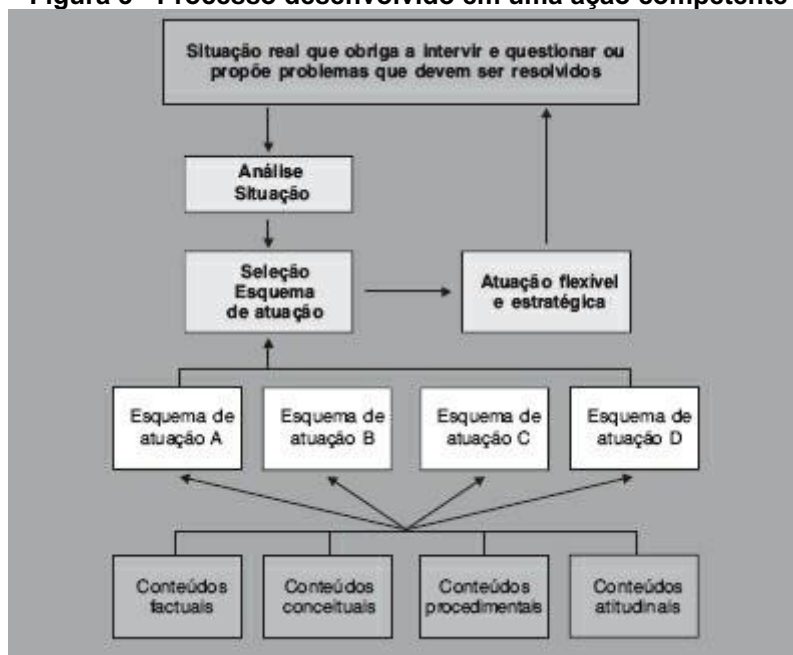 Figura 3 - Processo desenvolvido em uma ação competente
Situação real que obriga a intervir e questionar ou
propõe problemas que devem ser resolvidos
Análise
Situação
Seleção
Esquema
de atuação
Atuação flexível
e estratégica
Esquema de
atuação A
Esquema de
atuação B
Esquema de
atuação C
Esquema de
atuação D
Conteúdos
factuais
Conteúdos
conceituais
Conteúdos
procedimentais
Conteúdos
atitudinais